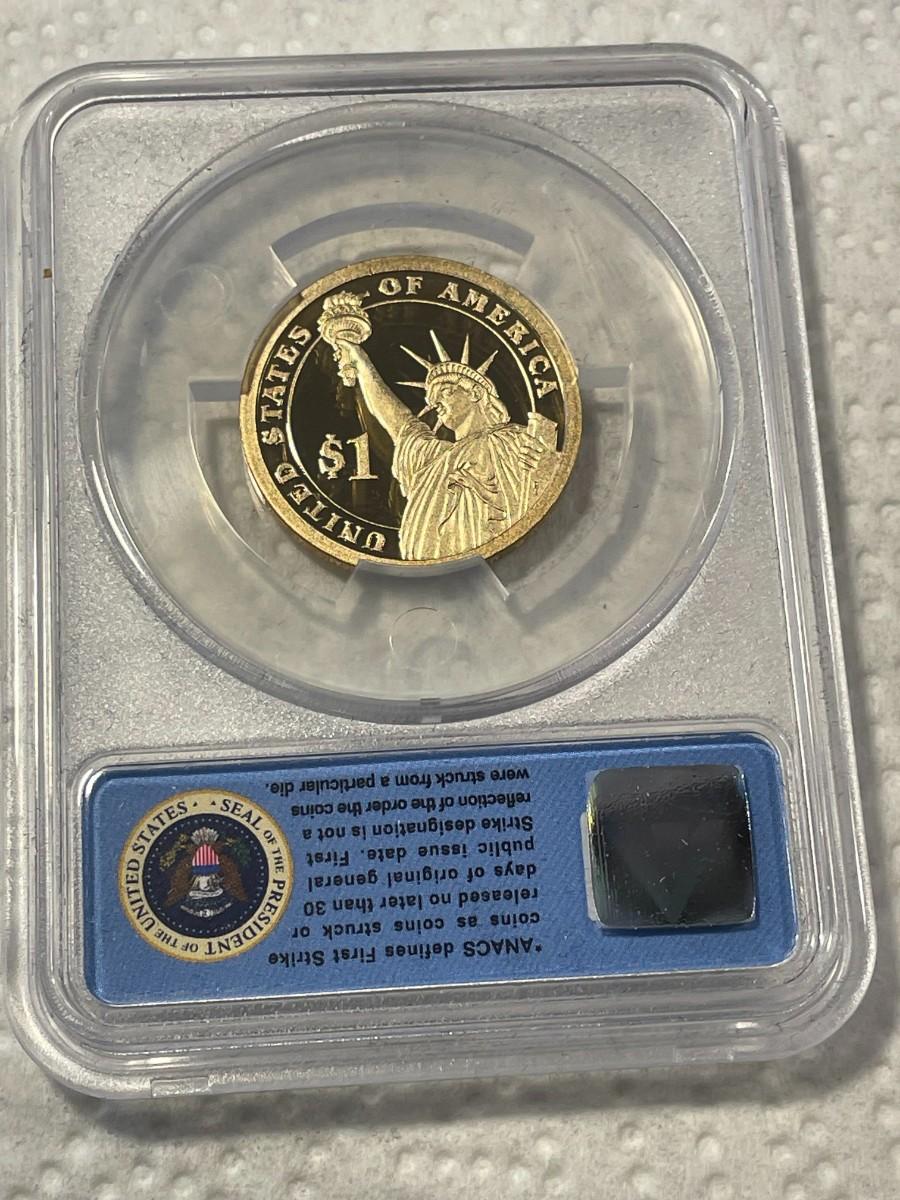 UNITED STATES OF AMERICA
$1
*ANACS defines First Strike
coins as coins struck or
released no later than 30
days of original general
public issue date. First
Strike designation is not a
reflection of the order the coins
were struck from a particular die.
SEAL OF THE PRESIDENT OF THE UNITED STATES